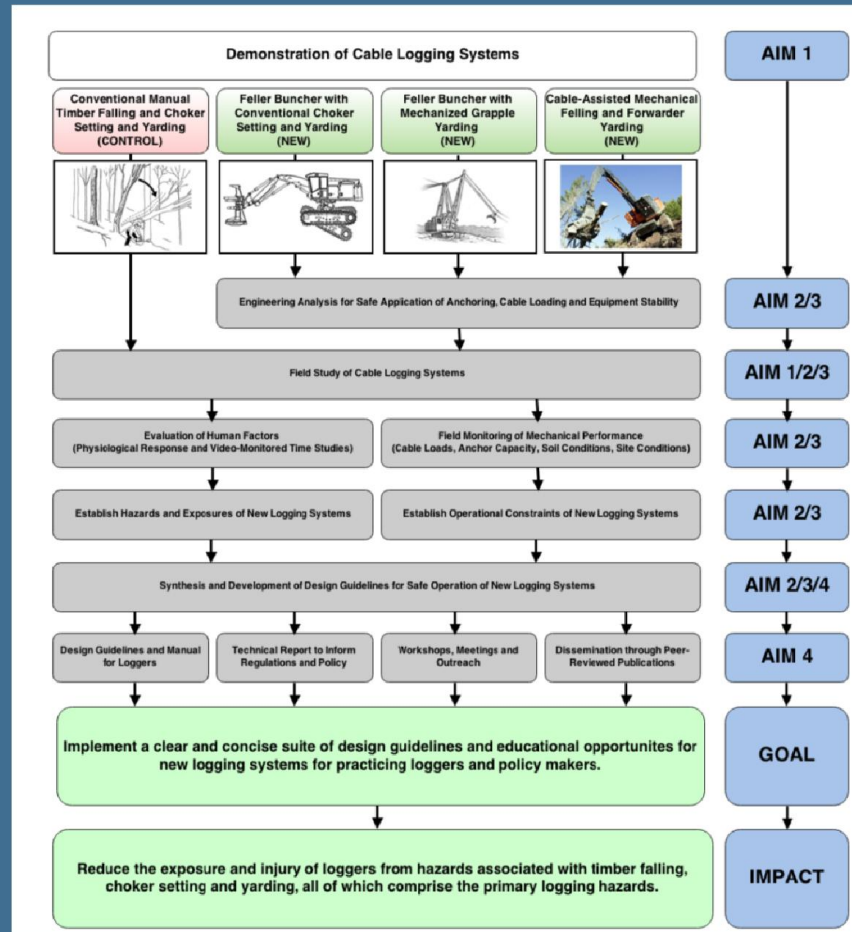 Demonstration of Cable Logging Systems
AIM 1
Conventional Manual
Timber Falling and Choker
Setting and Yarding
(CONTROL)
Feller Buncher with
Conventional Choker
Setting and Yarding
(NEW)
Feller Buncher with
Mechanized Grapple
Yarding
(NEW)
Cable-Assisted Mechanical
Felling and Forwarder
Yarding
(NEW)
Engineering Analysis for Safe Application of Anchoring, Cable Loading and Equipment Stability
AIM 2/3
Field Study of Cable Logging Systems
AIM 1/2/3
Evaluation of Human Factors
(Physiological Response and Video-Monitored Time Studies)
Field Monitoring of Mechanical Performance
(Cable Loads, Anchor Capacity, Soil Conditions, Site Conditions)
AIM 2/3
Establish Hazards and Exposures of New Logging Systems
Establish Operational Constraints of New Logging Systems
AIM 2/3
Synthesis and Development of Design Guidelines for Safe Operation of New Logging Systems
AIM 2/3/4
Design Guidelines and Manual
for Loggers
Technical Report to Inform
Regulations and Policy
Workshops, Meetings and
Outreach
Dissemination through Peer-
Reviewed Publications
AIM 4
Implement a clear and concise suite of design guidelines and educational opportunites for
new logging systems for practicing loggers and policy makers.
GOAL
Reduce the exposure and injury of loggers from hazards associated with timber falling,
choker setting and yarding, all of which comprise the primary logging hazards.
IMPACT